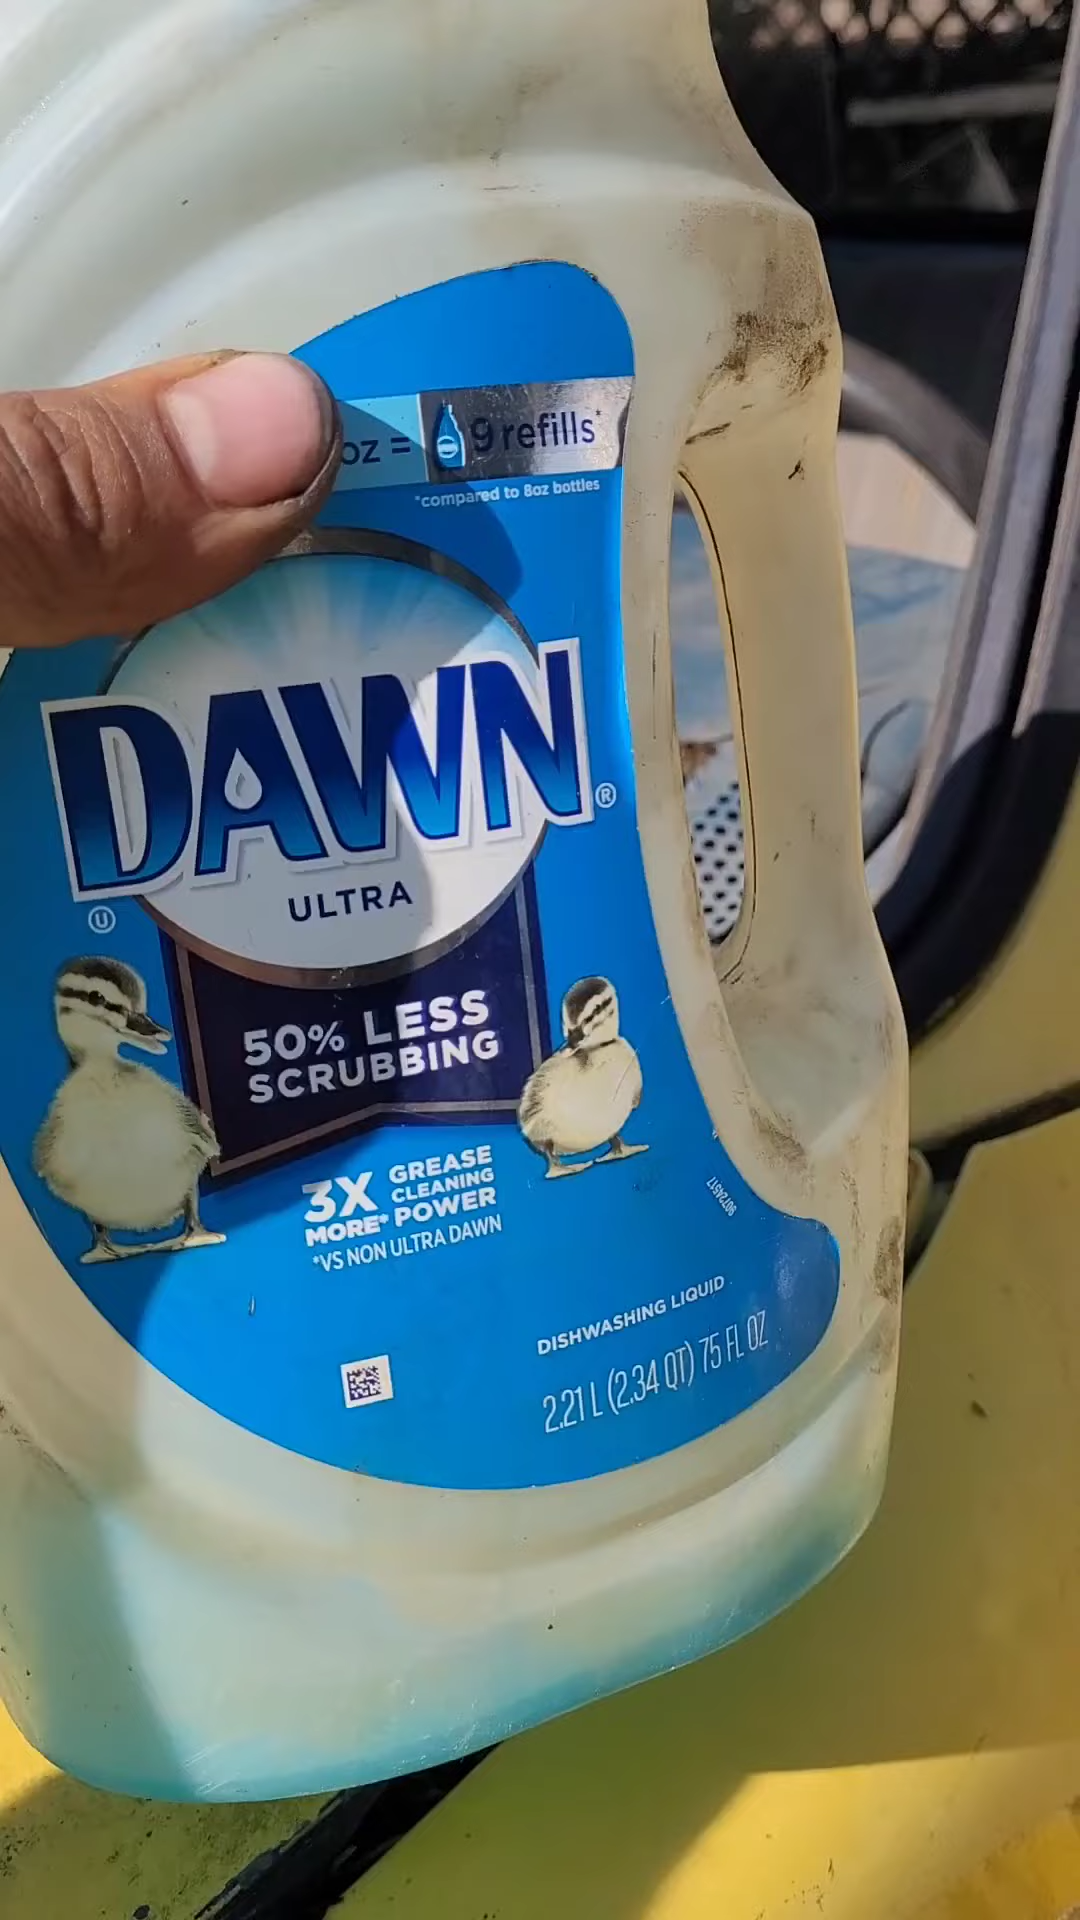 oz = 9 refills*
*compared to 8oz bottles
DAWN®
ULTRA
U
50% LESS
SCRUBBING
3X MORE* GREASE
CLEANING
POWER
*VS NON ULTRA DAWN
90724517
DISHWASHING LIQUID
2.21 L (2.34 QT) 75 FL OZ